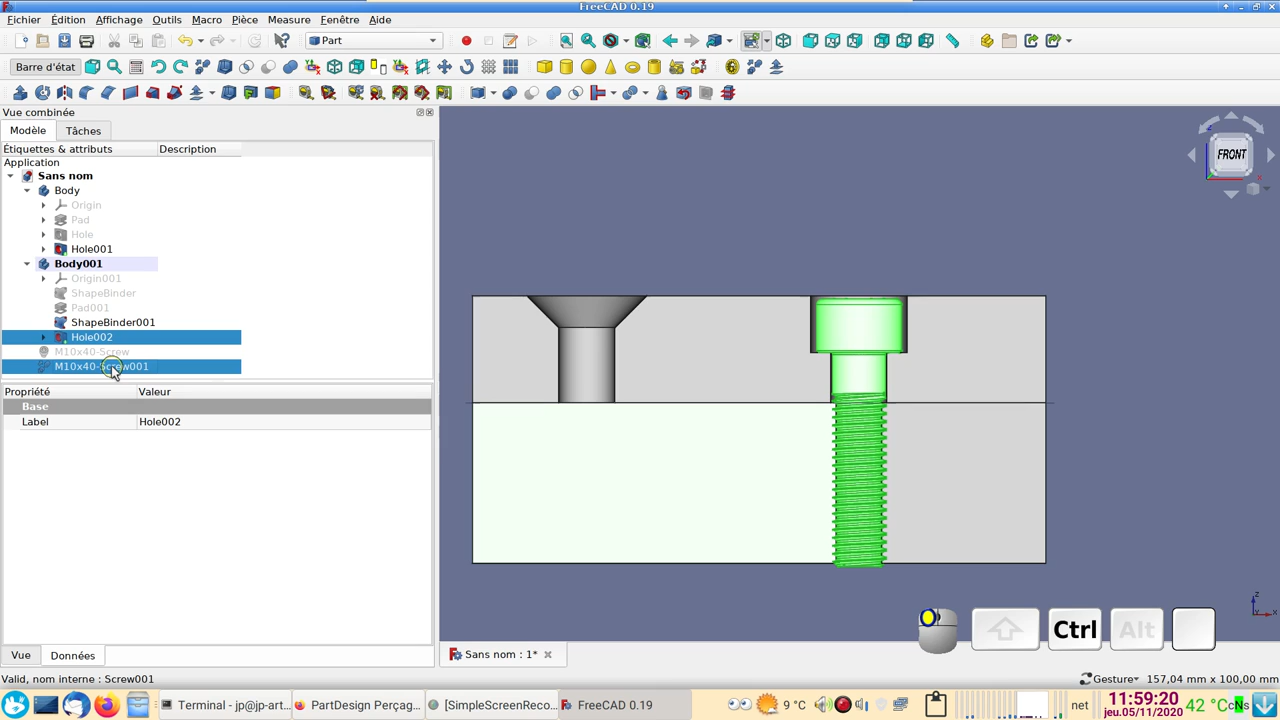 FreeCAD 0.19
Fichier Édition Affichage Outils Macro Pièce Measure Fenêtre Aide
Part
Barre d'état
Vue combinée
Modèle Tâches
Étiquettes & attributs Description
Application
Sans nom
Body
Origin
Pad
Hole
Hole001
Body001
Origin001
ShapeBinder
Pad001
ShapeBinder001
Hole002
M10x40-Screw
M10x40-Screw001
Propriété Valeur
Base
Label Hole002
FRONT
Ctrl Alt
Vue Données
Sans nom : 1*
Valid, nom interne : Screw001
Gesture 157,04 mm x 100,00 mm
Terminal - jp@jp-art...
PartDesign Perçag...
[SimpleScreenReco...
FreeCAD 0.19
9 °C
net
11:59:20
jeu.05/11/2020
42 °C